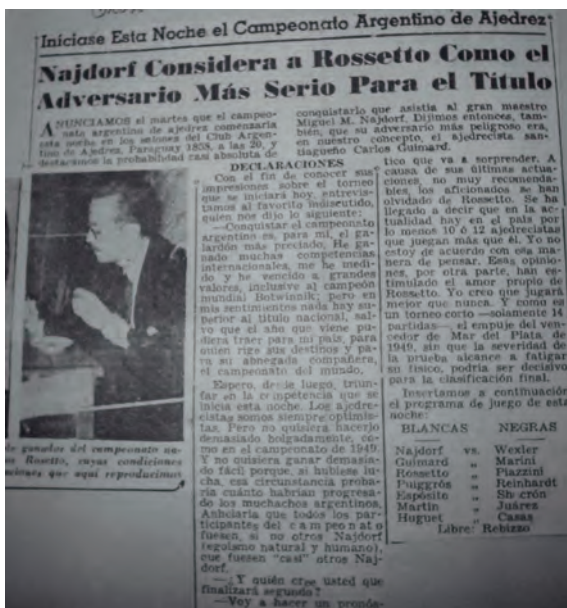 Iníciase Esta Noche el Campeonato Argentino de Ajedrez
Najdorf Considera a Rossetto Como el
Adversario Más Serio Para el Título
ANUNCIAMOS el martes que el campeo-
nato argentino de ajedrez comenzaría
esta noche en los salones del Club Argen-
tino de Ajedrez, Paraguay 1858, a las 20, y
destacamos la probabilidad casi absoluta de
conquistarlo que asistía al gran maestro
Miguel M. Najdorf. Dijimos entonces, tam-
bién, que su adversario más peligroso era,
en nuestro concepto, el ajedrecista san-
tiagueño Carlos Guimard.
DECLARACIONES
Con el fin de conocer sus
impresiones sobre el torneo
que se iniciará hoy, entrevis-
tamos al favorito indiscutido,
quien nos dijo lo siguiente:
—Conquistar el campeonato
argentino es, para mí, el ga-
lardón más preciado. He ga-
nado muchas competencias
internacionales, me he medi-
do y he vencido a grandes
valores, inclusive al campeón
mundial Botwinnik; pero en
mis sentimientos nada hay su-
perior al título nacional, sal-
vo que el año que viene pu-
diera traer para mi país, para
quien rige sus destinos y pa-
ra su abnegada compañera,
el campeonato del mundo.
Espero, desde luego, triun-
far en la competencia que se
inicia esta noche. Los ajedre-
cistas somos siempre optimis-
tas. Pero no quisiera hacerlo
demasiado holgadamente, co-
mo en el campeonato de 1949.
Y no quisiera ganar demasia-
do fácil porque, si hubiese lu-
cha, esa circunstancia proba-
ría cuánto habrían progresa-
do los muchachos argentinos.
Anhelaría que todos los par-
ticipantes del campeonato
fuesen, si no otros Najdorf
(egoísmo natural y humano),
que fuesen "casi" otros Naj-
dorf.
—¿Y quién cree usted que
finalizará segundo?
—Voy a hacer un pronós-
tico que va a sorprender. A
causa de sus últimas actua-
ciones, no muy recomenda-
bles, los aficionados se han
olvidado de Rossetto. Se ha
llegado a decir que en la ac-
tualidad hay en el país por
lo menos 10 ó 12 ajedrecistas
que juegan más que él. Yo no
estoy de acuerdo con esa ma-
nera de pensar. Esas opinio-
nes, por otra parte, han es-
timulado el amor propio de
Rossetto. Yo creo que jugará
mejor que nunca. Y como es
un torneo corto —solamente 14
partidas—, el empuje del ven-
cedor de Mar del Plata de
1949, sin que la severidad de
la prueba alcance a fatigar
su físico, podría ser decisivo
para la clasificación final.
Insertamos a continuación
el programa de juego de esta
noche:
BLANCAS NEGRAS
Najdorf vs. Wexler
Guimard „ Marini
Rossetto „ Piazzini
Puiggrós „ Reinhardt
Espósito „ Sh crón
Martín „ Juárez
Huguet „ Casas
Libre: Rebizzo
ganador del campeonato na-
Rosetto, cuyas condiciones
ciones que aquí reproducimos